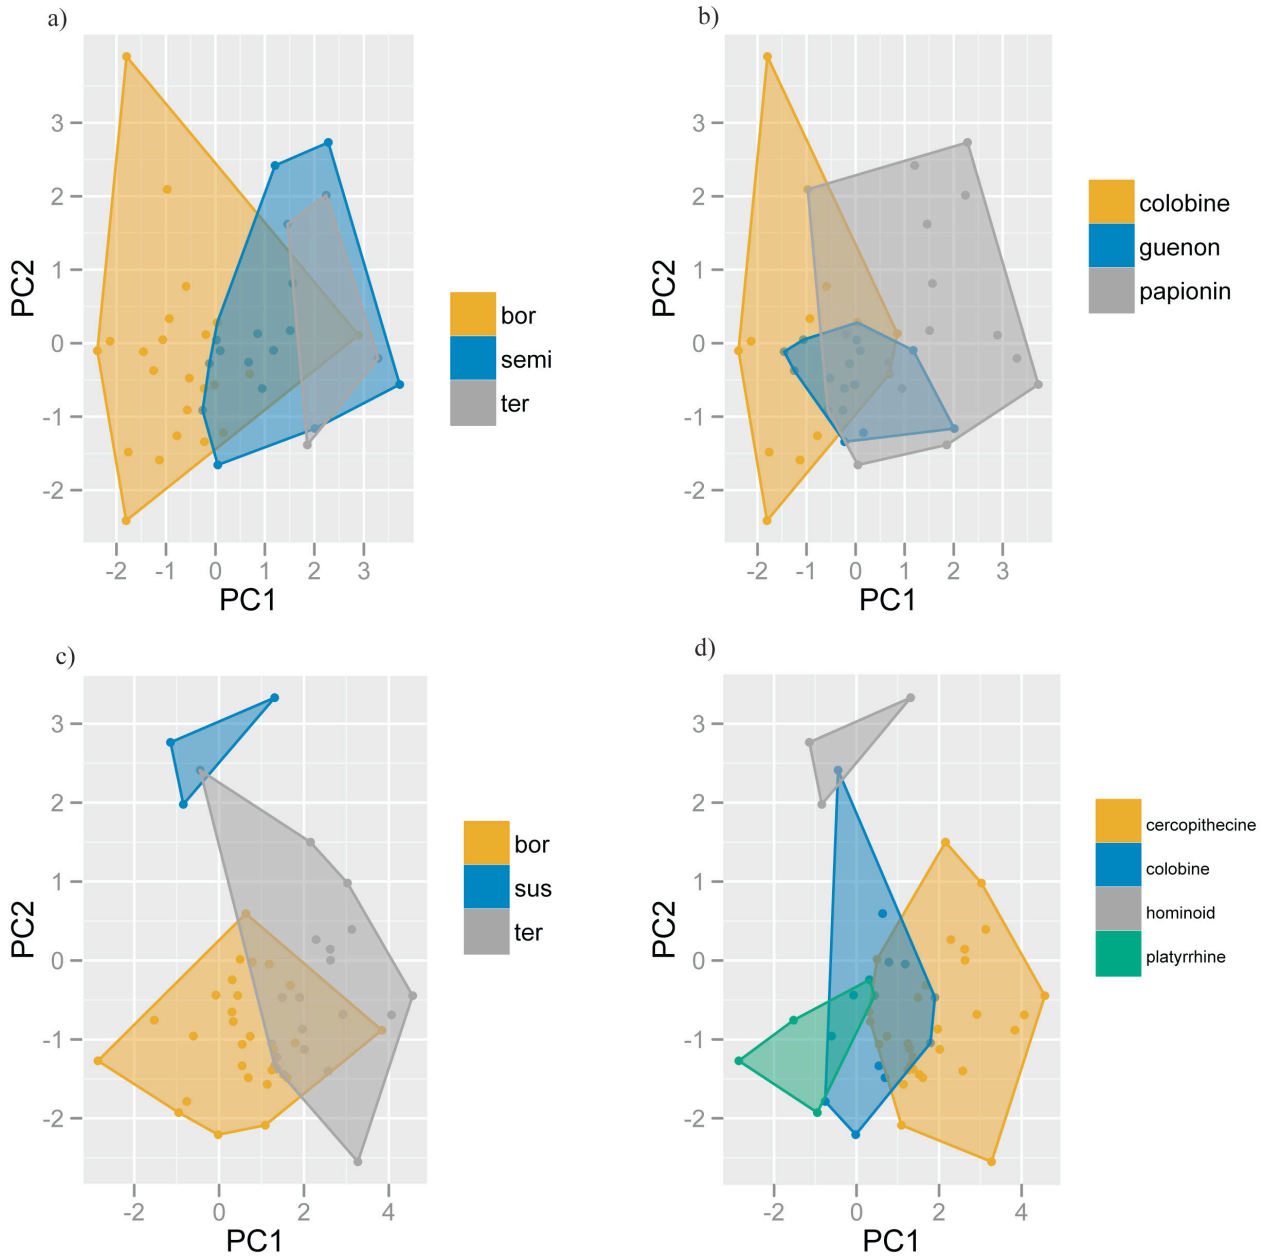 a)
3
2
1
0
-1
-2
PC2
-2 -1 0 1 2 3
PC1
bor
semi
ter
b)
3
2
1
0
-1
-2
PC2
-2 -1 0 1 2 3
PC1
colobine
guenon
papionin
c)
3
2
1
0
-1
-2
PC2
-2 0 2 4
PC1
bor
sus
ter
d)
3
2
1
0
-1
-2
PC2
-2 0 2 4
PC1
cercopithecine
colobine
hominoid
platyrrhine